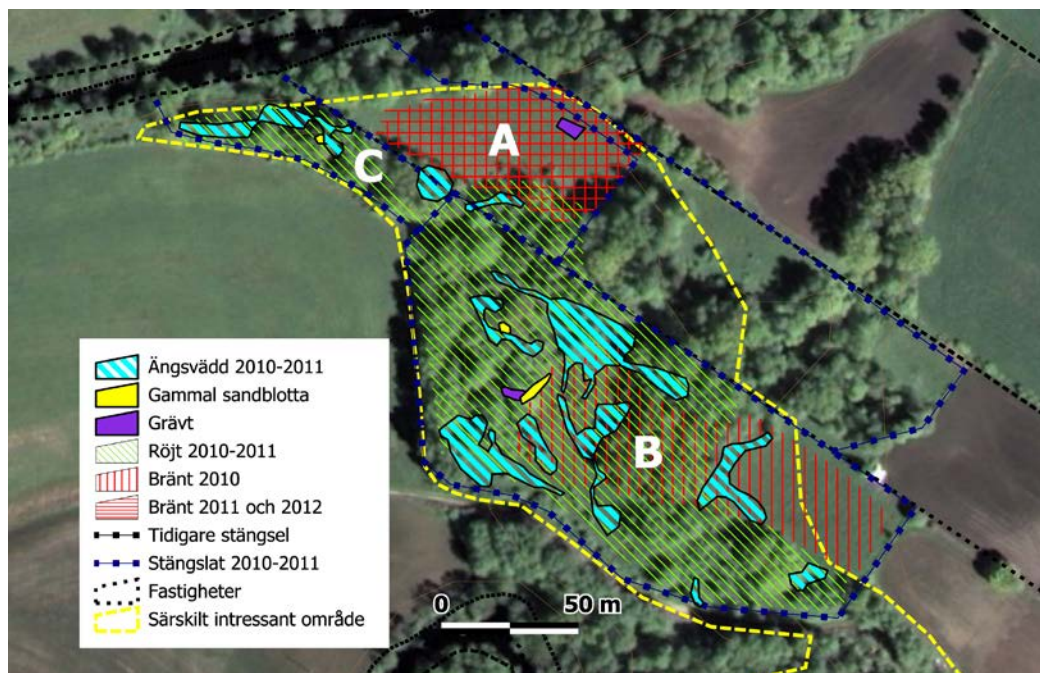 A
C
B
Ängsvädd 2010-2011
Gammal sandblotta
Grävt
Röjt 2010-2011
Bränt 2010
Bränt 2011 och 2012
Tidigare stängsel
Stängslat 2010-2011
Fastigheter
Särskilt intressant område
0 50 m